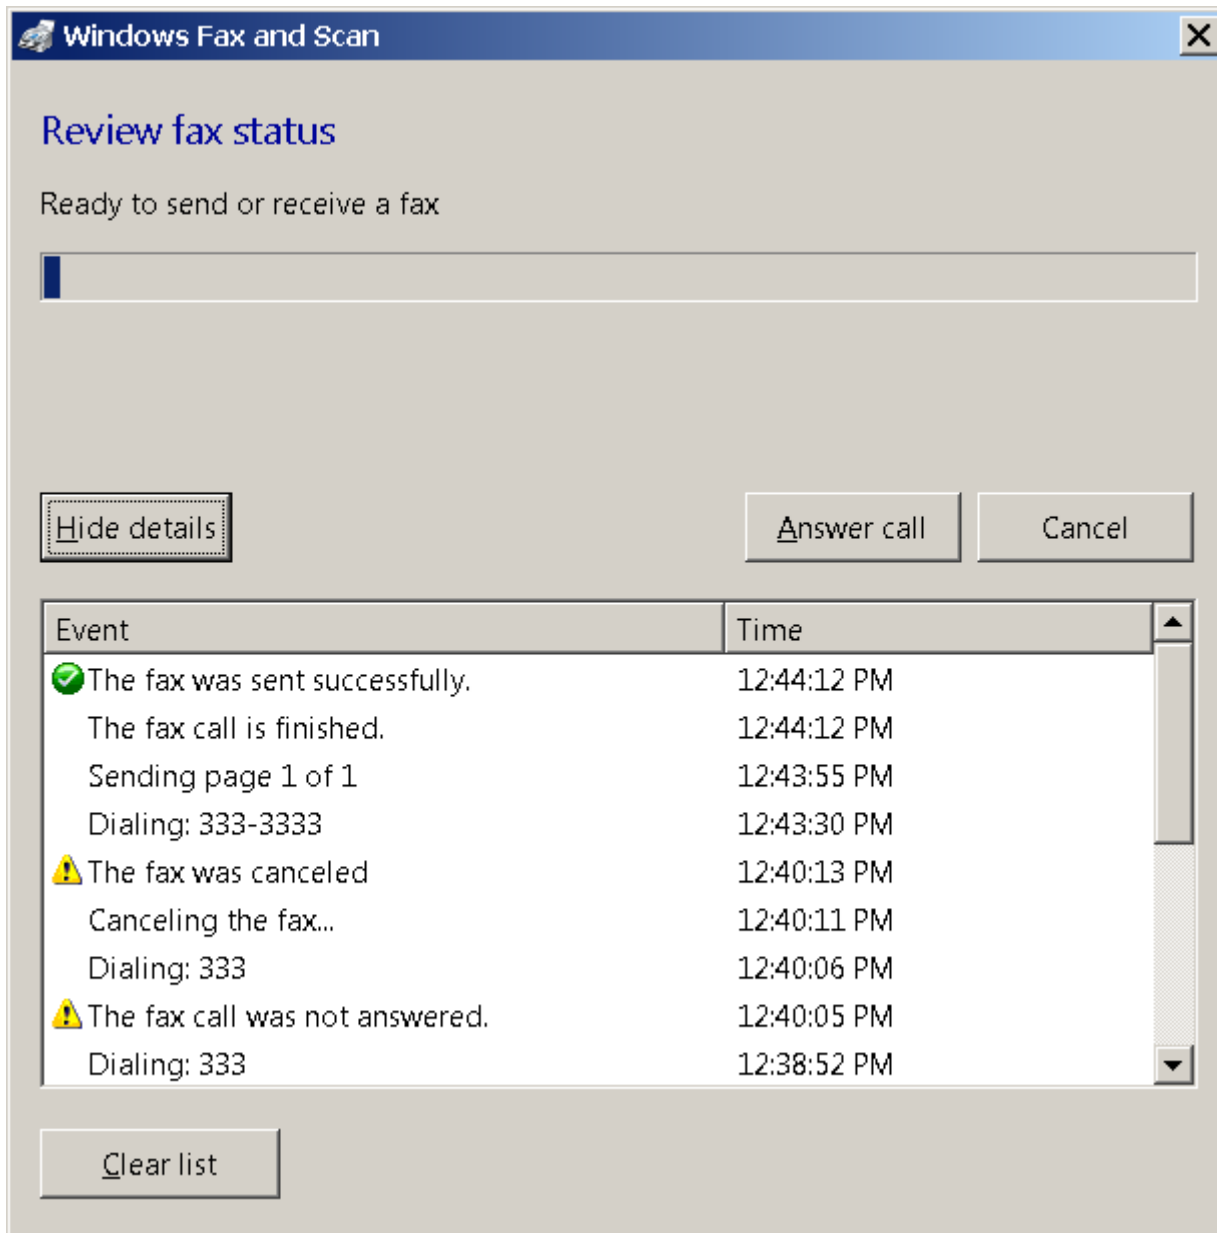 Windows Fax and Scan
Review fax status
Ready to send or receive a fax
Hide details Answer call Cancel
Event Time
The fax was sent successfully. 12:44:12 PM
The fax call is finished. 12:44:12 PM
Sending page 1 of 1 12:43:55 PM
Dialing: 333-3333 12:43:30 PM
The fax was canceled 12:40:13 PM
Canceling the fax... 12:40:11 PM
Dialing: 333 12:40:06 PM
The fax call was not answered. 12:40:05 PM
Dialing: 333 12:38:52 PM
Clear list